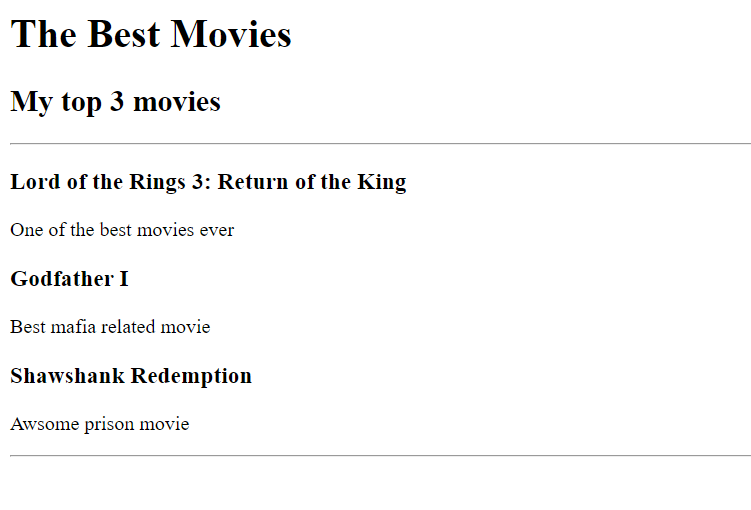 The Best Movies
My top 3 movies
Lord of the Rings 3: Return of the King
One of the best movies ever
Godfather I
Best mafia related movie
Shawshank Redemption
Awsome prison movie